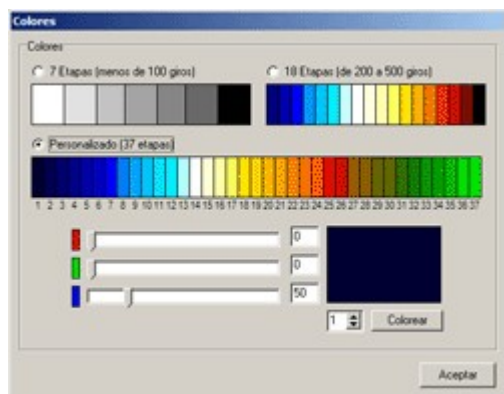 Colores
Colores
7 Etapas (menos de 100 giros)
18 Etapas (de 200 a 500 giros)
Personalizado (37 etapas)
1 2 3 4 5 6 7 8 9 10 11 12 13 14 15 16 17 18 19 20 21 22 23 24 25 26 27 28 29 30 31 32 33 34 35 36 37
0
0
50
1
Colorear
Aceptar